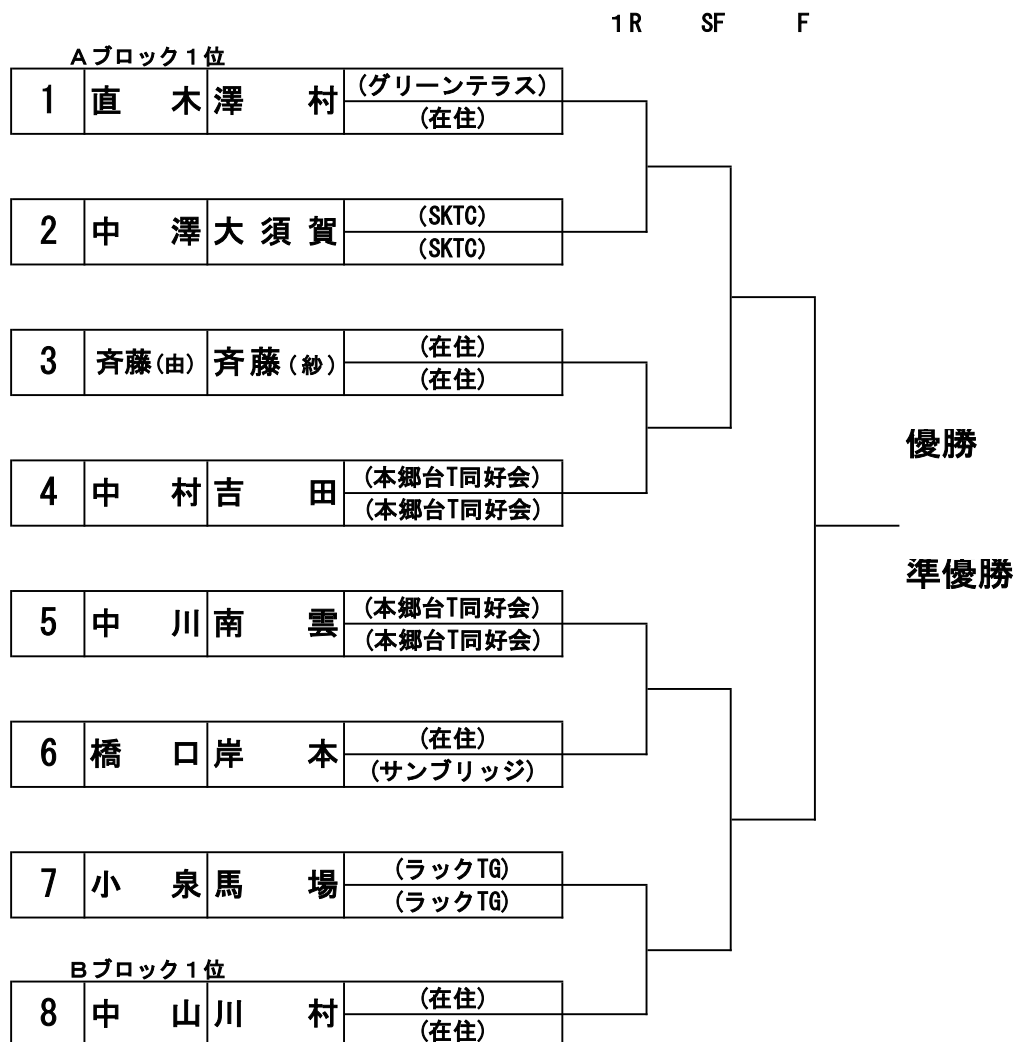 １R SF F
Aブロック１位
1 直 木 澤 村 (グリーンテラス)
(在住)
2 中 澤 大 須 賀 (SKTC)
(SKTC)
3 斉藤(由) 斉藤(紗) (在住)
(在住)
優勝
4 中 村 吉 田 (本郷台T同好会)
(本郷台T同好会)
準優勝
5 中 川 南 雲 (本郷台T同好会)
(本郷台T同好会)
6 橋 口 岸 本 (在住)
(サンブリッジ)
7 小 泉 馬 場 (ラックTG)
(ラックTG)
Bブロック１位
8 中 山 川 村 (在住)
(在住)